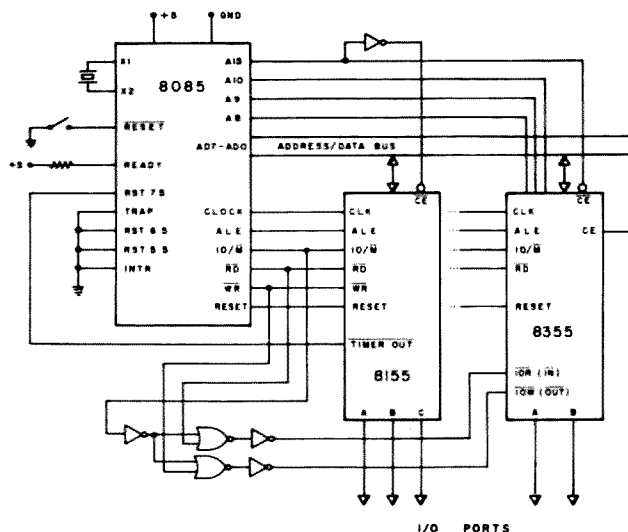 +5 GND
X1
X2
8085
A15
A10
A9
A8
RESET
AD7-AD0 ADDRESS/DATA BUS
+5
READY
RST 7.5
TRAP
RST 6.5
RST 5.5
INTR
CLOCK
ALE
IO/M
RD
WR
RESET
CE
CLK
ALE
IO/M
RD
WR
RESET
TIMER OUT
8155
A B C
CE
CLK
CE
ALE
IO/M
RD
RESET
8355
IOR (IN)
IOW (OUT)
A B
I/O PORTS